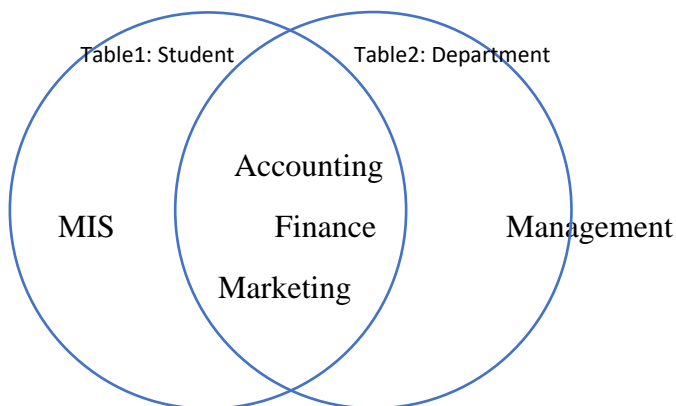 Table1: Student Table2: Department
Accounting
MIS Finance Management
Marketing